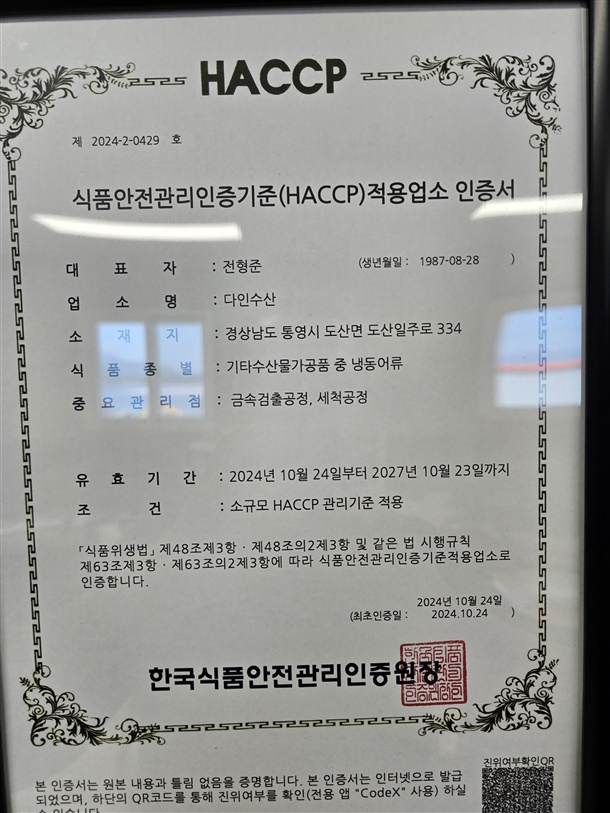 HACCP
제 2024-2-0429 호
식품안전관리인증기준(HACCP)적용업소 인증서
대 표 자 : 전형준 (생년월일 : 1987-08-28 )
업 소 명 : 다인수산
소 재 지 : 경상남도 통영시 도산면 도산일주로 334
식 품 종 별 : 기타수산물가공품 중 냉동어류
중 요 관 리 점 : 금속검출공정, 세척공정
유 효 기 간 : 2024년 10월 24일부터 2027년 10월 23일까지
조 건 : 소규모 HACCP 관리기준 적용
「식품위생법」 제48조제3항 · 제48조의2제3항 및 같은 법 시행규칙
제63조제3항 · 제63조의2제3항에 따라 식품안전관리인증기준적용업소로
인증합니다.
2024년 10월 24일
(최초인증일 : 2024.10.24 )
한국식품안전관리인증원장
진위여부확인QR
본 인증서는 원본 내용과 틀림 없음을 증명합니다. 본 인증서는 인터넷으로 발급
되었으며, 하단의 QR코드를 통해 진위여부를 확인(전용 앱 "CodeX" 사용) 하실